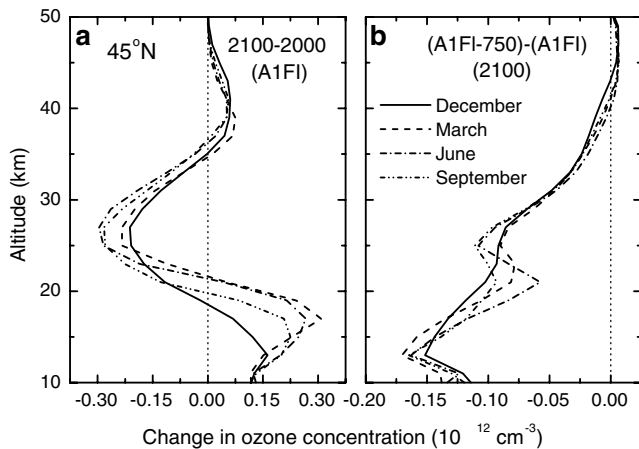 a
45°N
2100-2000
(A1FI)
b
(A1FI-750)-(A1FI)
(2100)
December
March
June
September
Altitude (km)
50
40
30
20
10
-0.30
-0.15
0.00
0.15
0.30
-0.20
-0.15
-0.10
-0.05
0.00
Change in ozone concentration (10 12 cm-3)